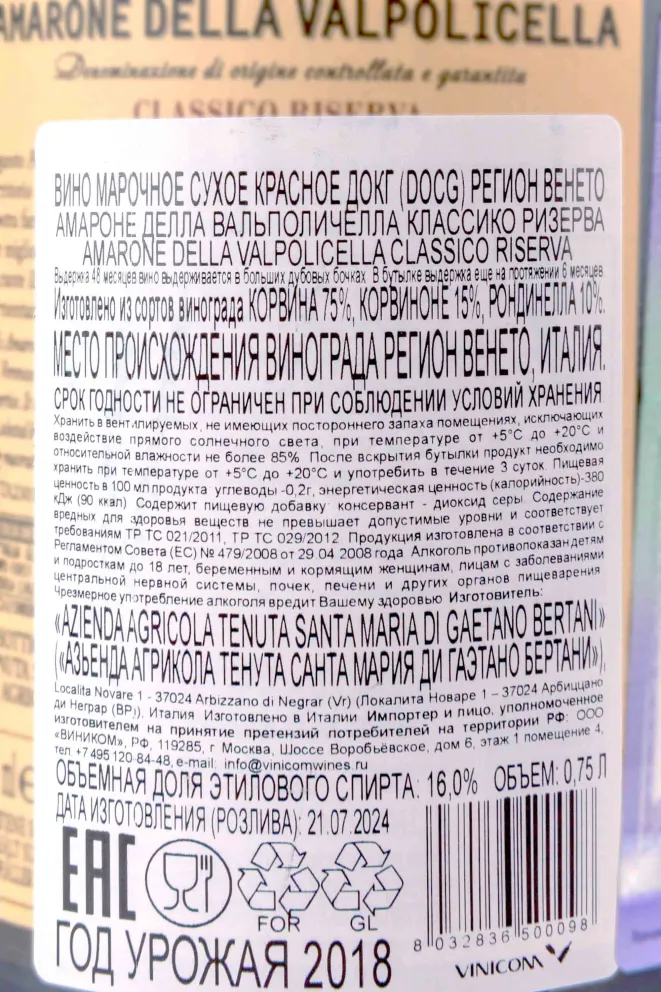 AMARONE DELLA VALPOLICELLA
Denominazione di origine controllata e garantita
CLASSICO RISERVA
ВИНО МАРОЧНОЕ СУХОЕ КРАСНОЕ ДОКГ (DOCG) РЕГИОН ВЕНЕТО
АМАРОНЕ ДЕЛЛА ВАЛЬПОЛИЧЕЛЛА КЛАССИКО РИЗЕРВА
AMARONE DELLA VALPOLICELLA CLASSICO RISERVA
Выдержка 48 месяцев вино выдерживается в больших дубовых бочках. В бутылке выдержка еще на протяжении 6 месяцев.
Изготовлено из сортов винограда КОРВИНА 75%, КОРВИНОНЕ 15%, РОНДИНЕЛЛА 10%.
МЕСТО ПРОИСХОЖДЕНИЯ ВИНОГРАДА РЕГИОН ВЕНЕТО, ИТАЛИЯ.
СРОК ГОДНОСТИ НЕ ОГРАНИЧЕН ПРИ СОБЛЮДЕНИИ УСЛОВИЙ ХРАНЕНИЯ
Хранить в вентилируемых, не имеющих постороннего запаха помещениях, исключающих
воздействие прямого солнечного света, при температуре от +5°С до +20°С и
относительной влажности не более 85% После вскрытия бутылки продукт необходимо
хранить при температуре от +5°С до +20°С и употребить в течение 3 суток. Пищевая
ценность в 100 мл продукта углеводы -0,2г, энергетическая ценность (калорийность)-380
кДж (90 ккал) Содержит пищевую добавку: консервант - диоксид серы. Содержание
вредных для здоровья веществ не превышает допустимые уровни и соответствует
требованиям ТР ТС 021/2011, ТР ТС 029/2012 Продукция изготовлена в соответствии с
Регламентом Совета (ЕС) № 479/2008 от 29 04 2008 года Алкоголь противопоказан детям
и подросткам до 18 лет, беременным и кормящим женщинам, лицам с заболеваниями
центральной нервной системы, почек, печени и других органов пищеварения
Чрезмерное употребление алкоголя вредит Вашему здоровью Изготовитель:
«AZIENDA AGRICOLA TENUTA SANTA MARIA DI GAETANO BERTANI»
(«АЗЬЕНДА АГРИКОЛА ТЕНУТА САНТА МАРИЯ ДИ ГАЭТАНО БЕРТАНИ»),
Localita Novare 1 - 37024 Arbizzano di Negrar (Vr) (Локалита Новаре 1 – 37024 Арбиццано
ди Неграр (ВР)), Италия Изготовлено в Италии Импортер и лицо, уполномоченное
изготовителем на принятие претензий потребителей на территории РФ: ООО
«ВИНИКОМ», РФ, 119285, г Москва, Шоссе Воробьёвское, дом 6, этаж 1 помещение 4,
тел +7 495 120-84-48, e-mail: info@vinicomwines.ru
ОБЪЕМНАЯ ДОЛЯ ЭТИЛОВОГО СПИРТА: 16,0% ОБЪЕМ: 0,75 Л
ДАТА ИЗГОТОВЛЕНИЯ (РОЗЛИВА): 21.07.2024
EAC
FOR GL
8 032836 500098
VINICOM
ГОД УРОЖАЯ 2018